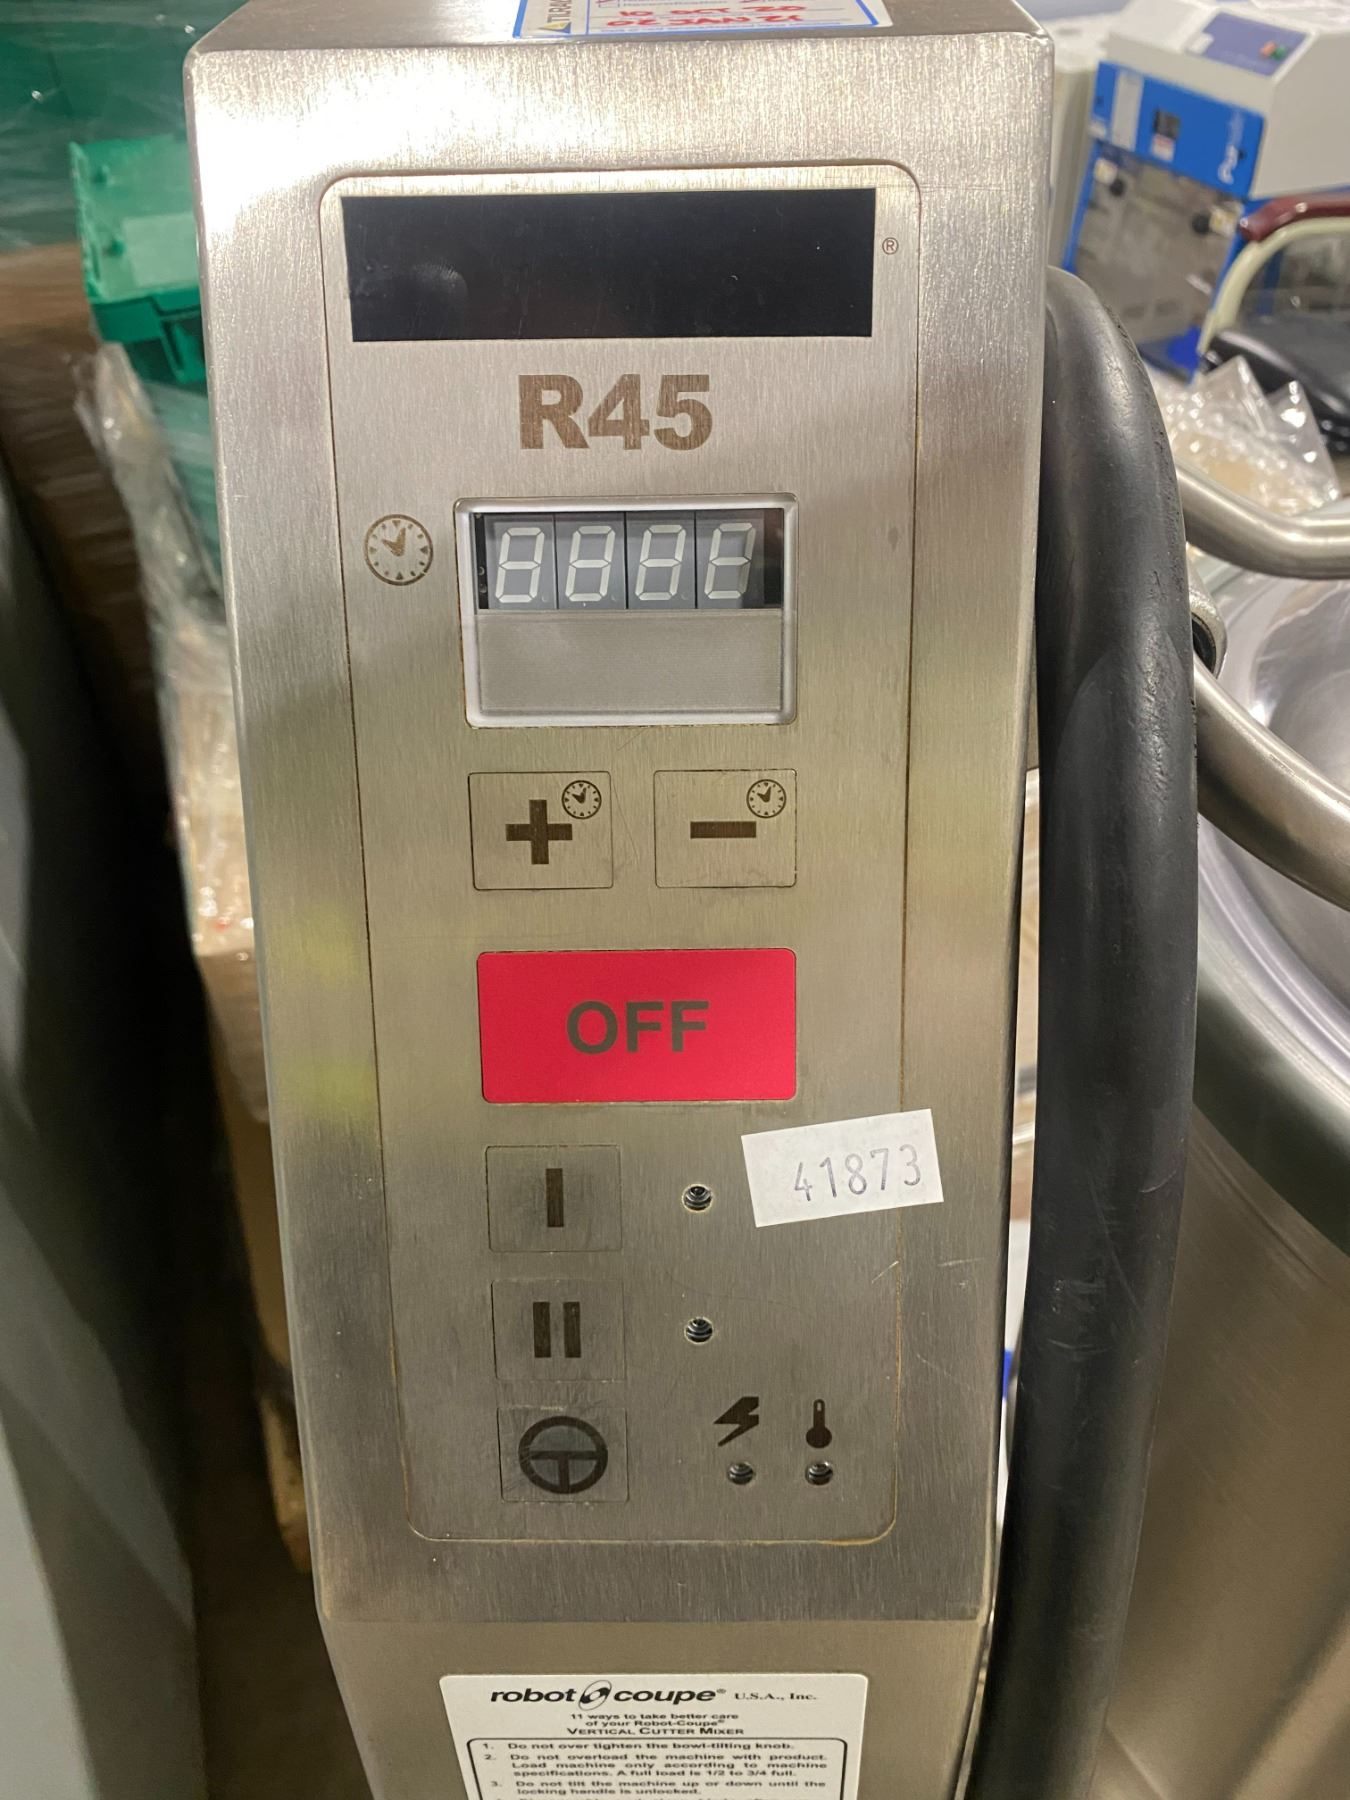 ®
R45
OFF
41873
robot coupe® U.S.A., Inc.
11 ways to take better care
of your Robot-Coupe®
VERTICAL CUTTER MIXER
1. Do not over tighten the bowl-tilting knob.
2. Do not overload the machine with product.
Load machine only according to machine
specifications. A full load is 1/2 to 3/4 full.
3. Do not tilt the machine up or down until the
locking handle is unlocked.